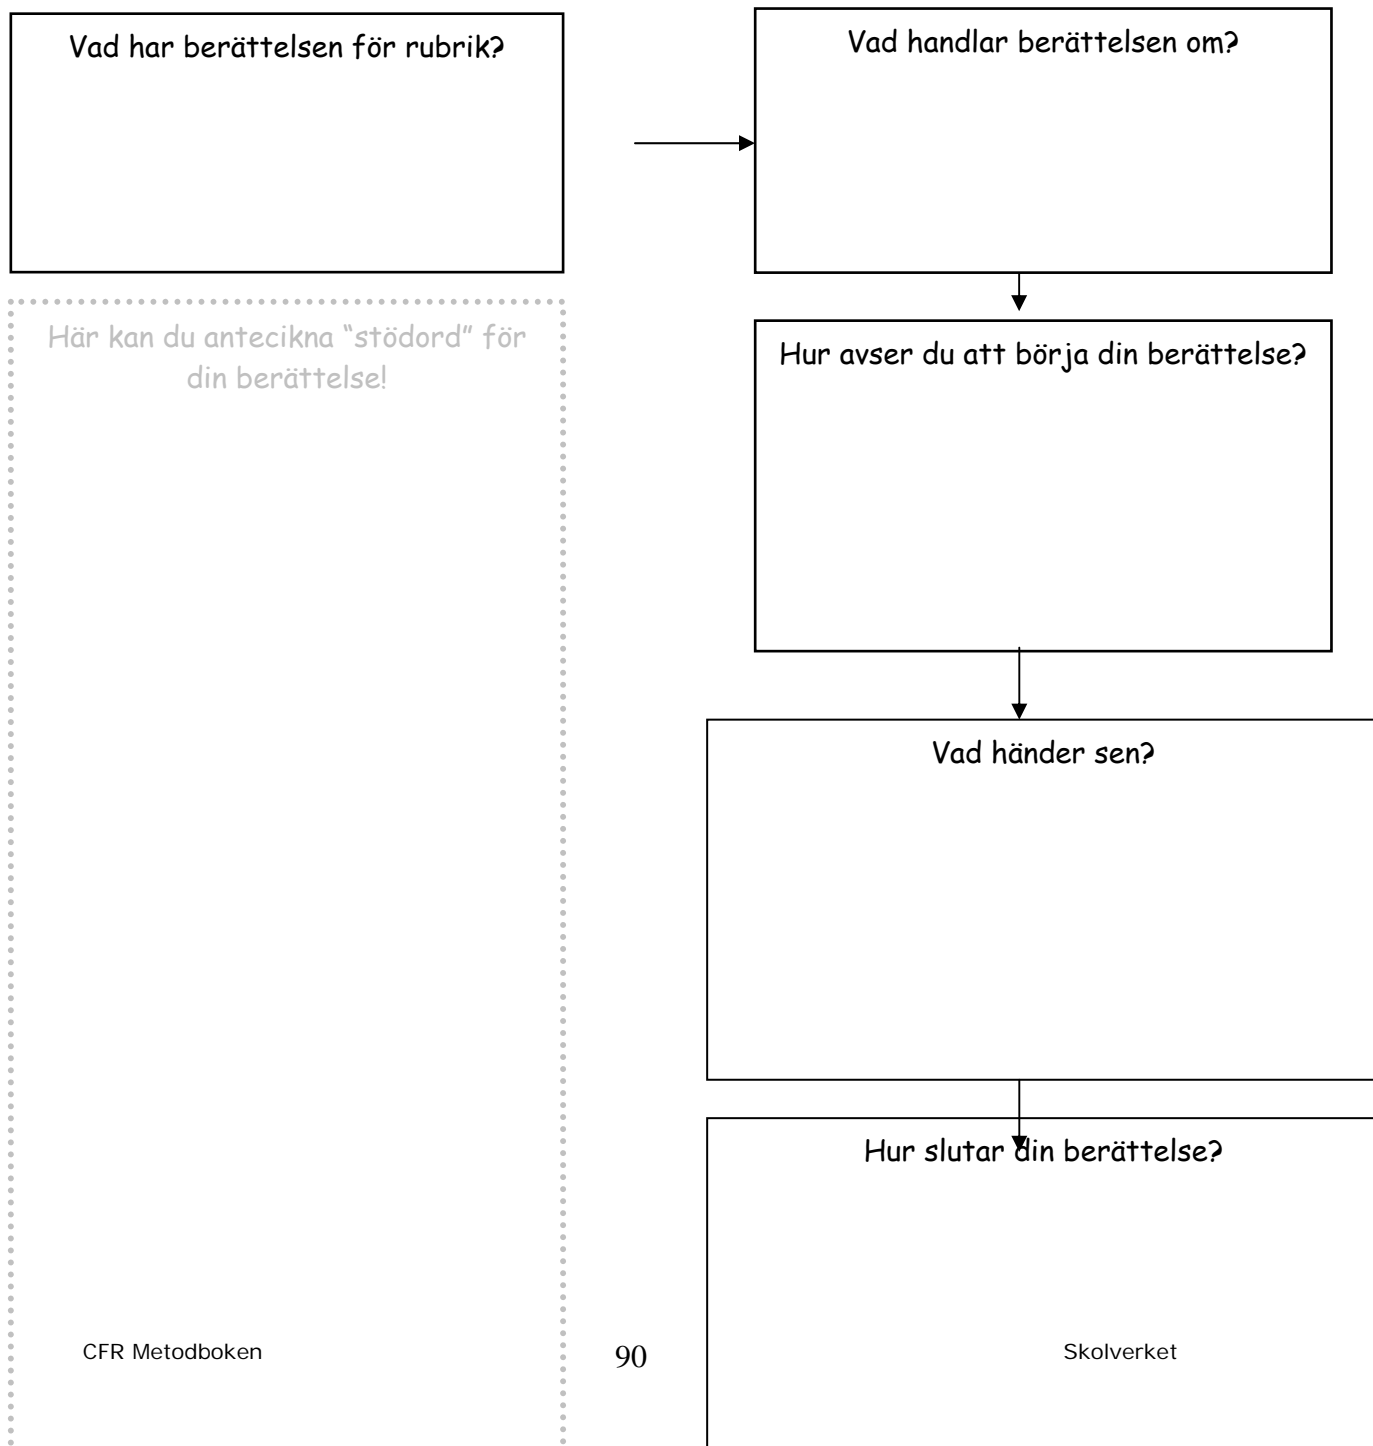 Vad har berättelsen för rubrik?
Vad handlar berättelsen om?
Här kan du antecikna “stödord” för
din berättelse!
Hur avser du att börja din berättelse?
Vad händer sen?
Hur slutar din berättelse?
CFR Metodboken
90
Skolverket